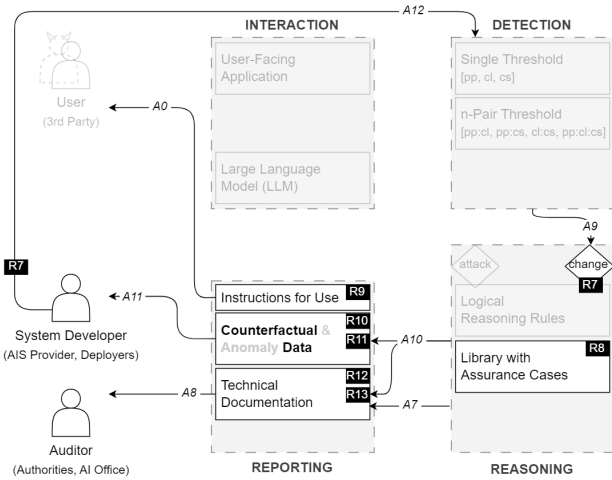 A12
INTERACTION
DETECTION
User-Facing
Application
Single Threshold
[pp, cl, cs]
User
(3rd Party)
A0
n-Pair Threshold
[pp:cl, pp:cs, cl:cs, pp:cl:cs]
Large Language
Model (LLM)
A9
R7
attack
change
R7
A11
Instructions for Use
R9
Logical
Reasoning Rules
System Developer
(AIS Provider, Deployers)
Counterfactual &
Anomaly Data
R10
R11
A10
R8
Library with
Assurance Cases
A8
Technical
Documentation
R12
R13
A7
Auditor
(Authorities, AI Office)
REPORTING
REASONING